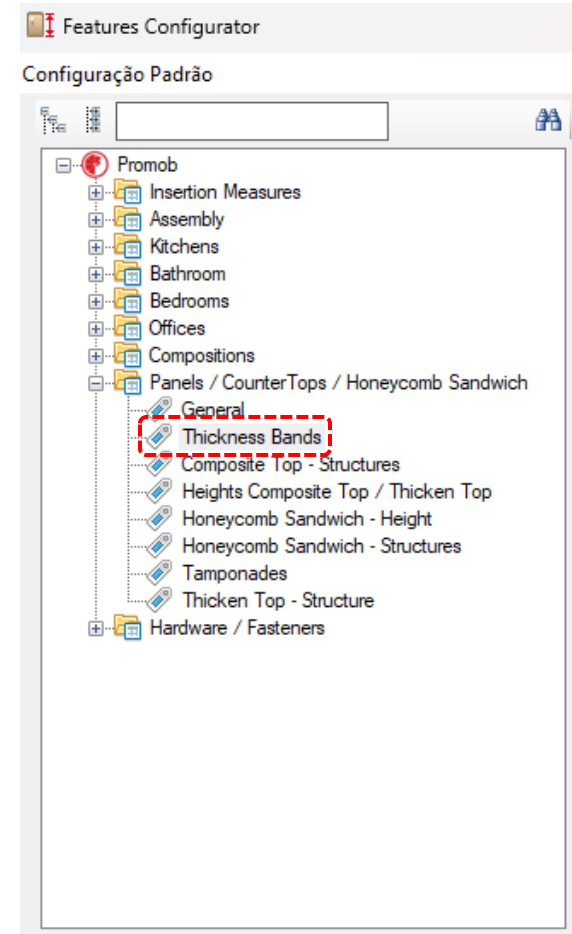 Features Configurator
Configuração Padrão
Promob
Insertion Measures
Assembly
Kitchens
Bathroom
Bedrooms
Offices
Compositions
Panels / CounterTops / Honeycomb Sandwich
General
Thickness Bands
Composite Top - Structures
Heights Composite Top / Thicken Top
Honeycomb Sandwich - Height
Honeycomb Sandwich - Structures
Tamponades
Thicken Top - Structure
Hardware / Fasteners